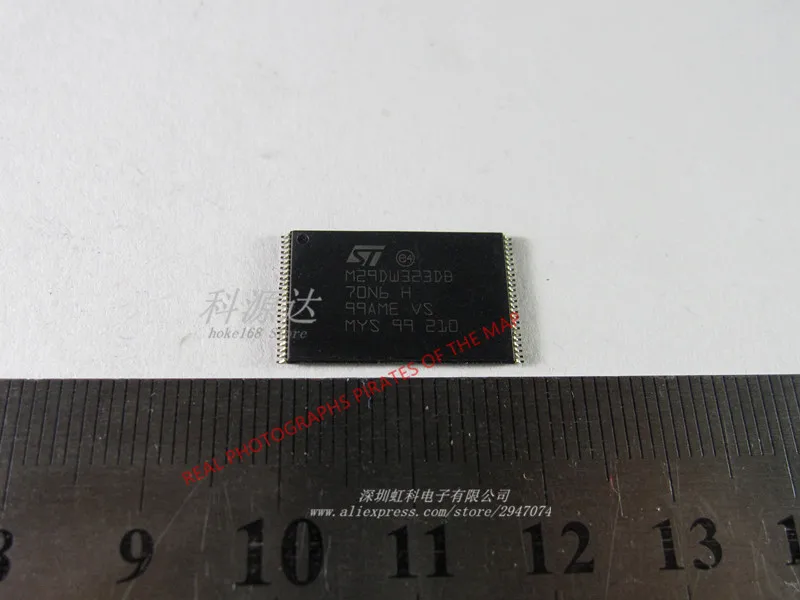 ST e4
M29DW323DB
70N6 H
99AME VS
MYS 99 210
科源达
hoke168 Store
REAL PHOTOGRAPHS PIRATES OF THE MAP
深圳虹科电子有限公司
www.aliexpress.com/store/2947074
8 9 10 11 12 13